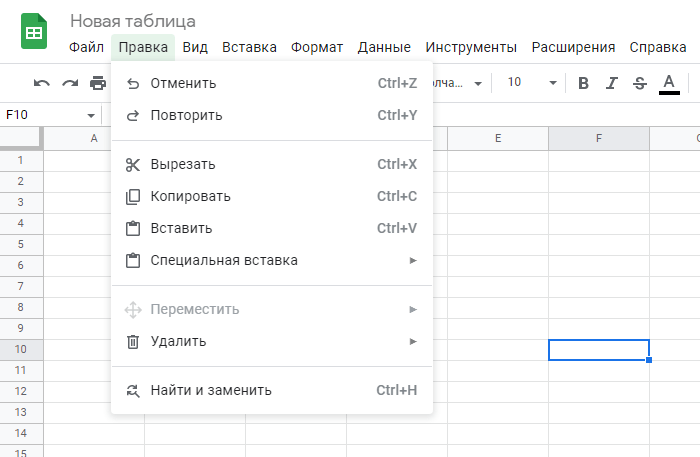 Новая таблица
Файл Правка Вид Вставка Формат Данные Инструменты Расширения Справка
10 B I S A
F10
A E F
Отменить Ctrl+Z
Повторить Ctrl+Y
Вырезать Ctrl+X
Копировать Ctrl+C
Вставить Ctrl+V
Специальная вставка
Переместить
Удалить
Найти и заменить Ctrl+H
1
2
3
4
5
6
7
8
9
10
11
12
13
14
15